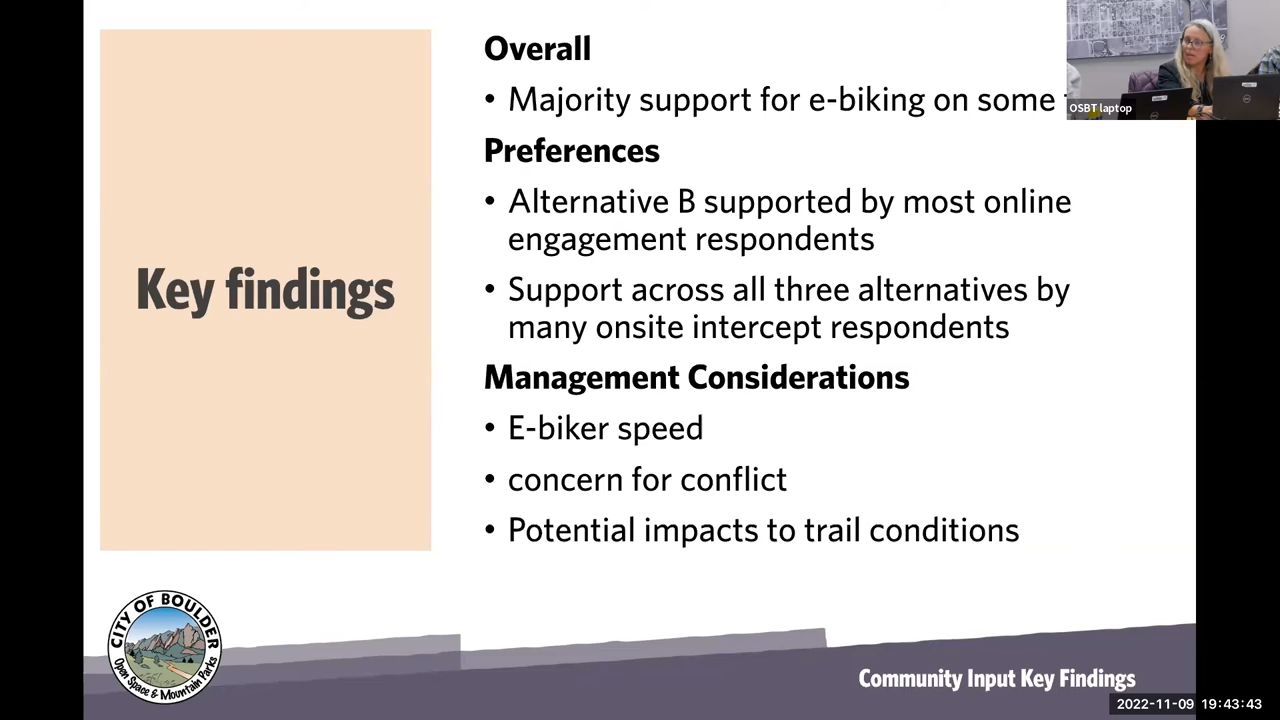 Key findings
Overall
• Majority support for e-biking on some
Preferences
• Alternative B supported by most online
engagement respondents
• Support across all three alternatives by
many onsite intercept respondents
Management Considerations
• E-biker speed
• concern for conflict
• Potential impacts to trail conditions
OSBT laptop
CITY OF BOULDER
Open Space & Mountain Parks
Community Input Key Findings
2022-11-09 19:43:43